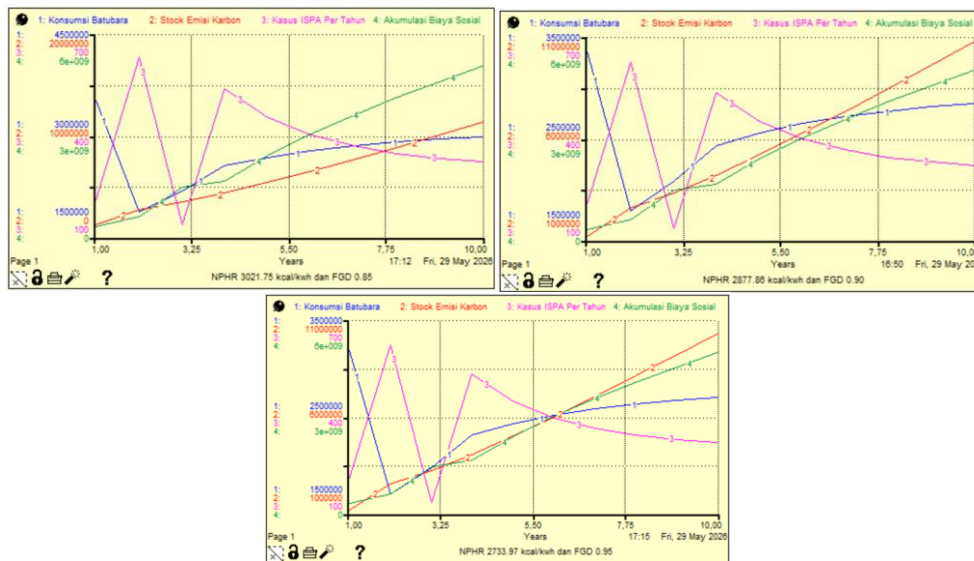 1: Konsumsi Batubara 2: Stock Emisi Karbon 3: Kasus ISPA Per Tahun 4: Akumulasi Biaya Sosial
1: 4500000
2: 20000000
3: 700
4: 6e+009
1: 3000000
2: 10000000
3: 400
4: 3e+009
1: 1500000
2: 0
3: 100
4: 0
1,00 3,25 5,50 7,75 10,00
Page 1 Years 17:12 Fri, 29 May 2026
? NPHR 3021.75 kcal/kwh dan FGD 0.85
1: Konsumsi Batubara 2: Stock Emisi Karbon 3: Kasus ISPA Per Tahun 4: Akumulasi Biaya Sosial
1: 3500000
2: 11000000
3: 700
4: 6e+009
1: 2500000
2: 6000000
3: 400
4: 3e+009
1: 1500000
2: 1000000
3: 100
4: 0
1,00 3,25 5,50 7,75 10,00
Page 1 Years 16:50 Fri, 29 May 20
? NPHR 2877.86 kcal/kwh dan FGD 0.90
1: Konsumsi Batubara 2: Stock Emisi Karbon 3: Kasus ISPA Per Tahun 4: Akumulasi Biaya Sosial
1: 3500000
2: 11000000
3: 700
4: 6e+009
1: 2500000
2: 6000000
3: 400
4: 3e+009
1: 1500000
2: 1000000
3: 100
4: 0
1,00 3,25 5,50 7,75 10,00
Page 1 Years 17:15 Fri, 29 May 2026
? NPHR 2733.97 kcal/kwh dan FGD 0.95